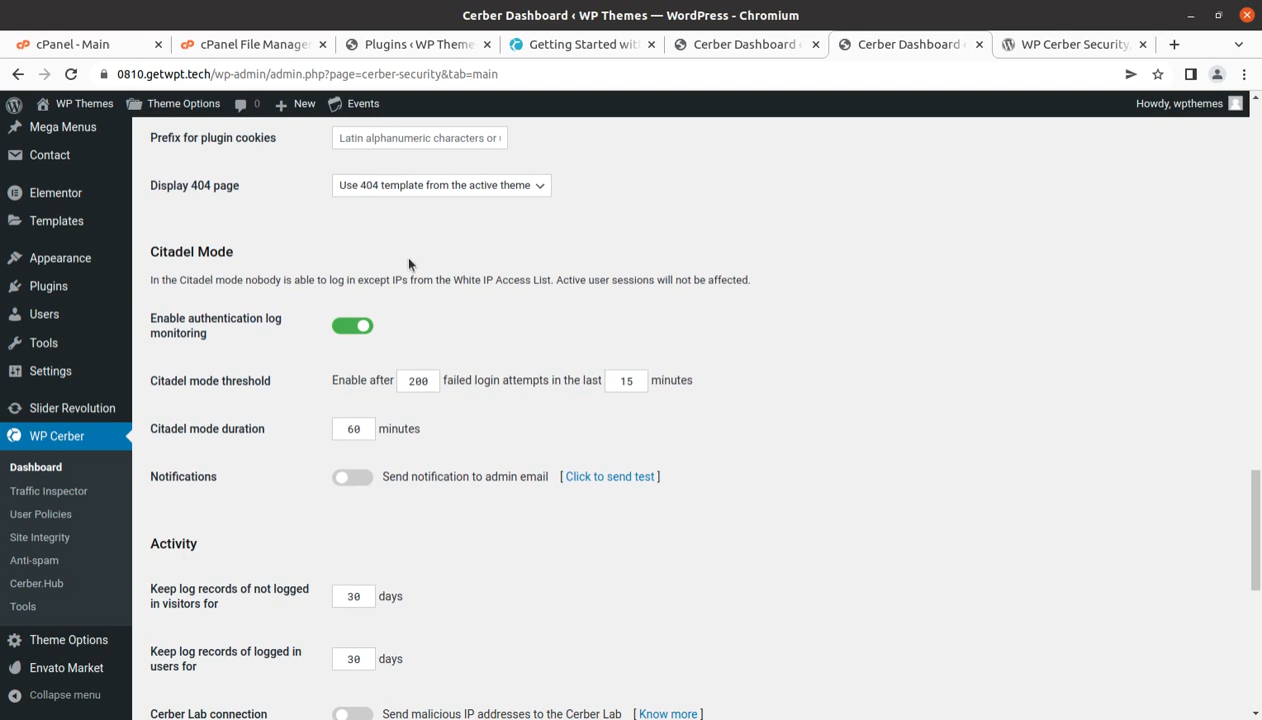 Cerber Dashboard ‹ WP Themes — WordPress - Chromium
cPanel - Main
cPanel File Manage
Plugins ‹ WP Theme
Getting Started wit
Cerber Dashboard ‹
Cerber Dashboard ‹
WP Cerber Security,
0810.getwpt.tech/wp-admin/admin.php?page=cerber-security&tab=main
WP Themes
Theme Options
0
New
Events
Howdy, wpthemes
Mega Menus
Contact
Elementor
Templates
Appearance
Plugins
Users
Tools
Settings
Slider Revolution
WP Cerber
Dashboard
Traffic Inspector
User Policies
Site Integrity
Anti-spam
Cerber.Hub
Tools
Theme Options
Envato Market
Collapse menu
Prefix for plugin cookies
Latin alphanumeric characters or
Display 404 page
Use 404 template from the active theme
Citadel Mode
In the Citadel mode nobody is able to log in except IPs from the White IP Access List. Active user sessions will not be affected.
Enable authentication log
monitoring
Citadel mode threshold
Enable after 200 failed login attempts in the last 15 minutes
Citadel mode duration
60 minutes
Notifications
Send notification to admin email [ Click to send test ]
Activity
Keep log records of not logged
in visitors for
30 days
Keep log records of logged in
users for
30 days
Cerber Lab connection
Send malicious IP addresses to the Cerber Lab [ Know more ]